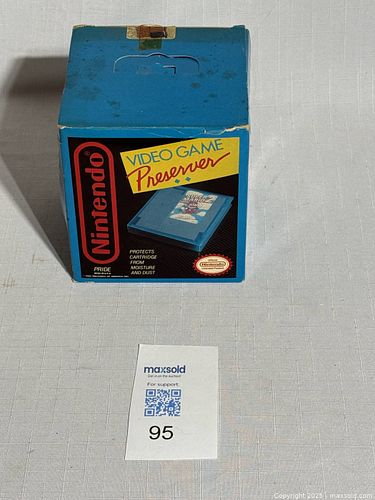 Nintendo®
VIDEO GAME
Preserver
PROTECTS
CARTRIDGE
FROM
MOISTURE
AND DUST
PRIDE
Nintendo
maxsold
For support
95
Copyright 2025 - maxsold.com